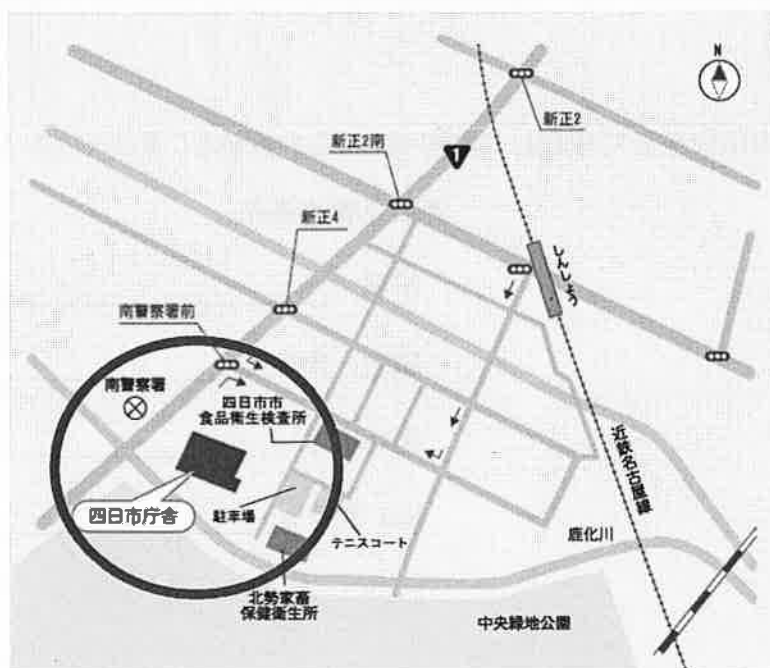 N
新正2
1
新正2南
新正4
しんしょう
南警察署前
南警察署
四日市市
食品衛生検査所
近鉄名古屋線
四日市庁舎
駐車場
テニスコート
鹿化川
北勢家畜
保健衛生所
中央緑地公園